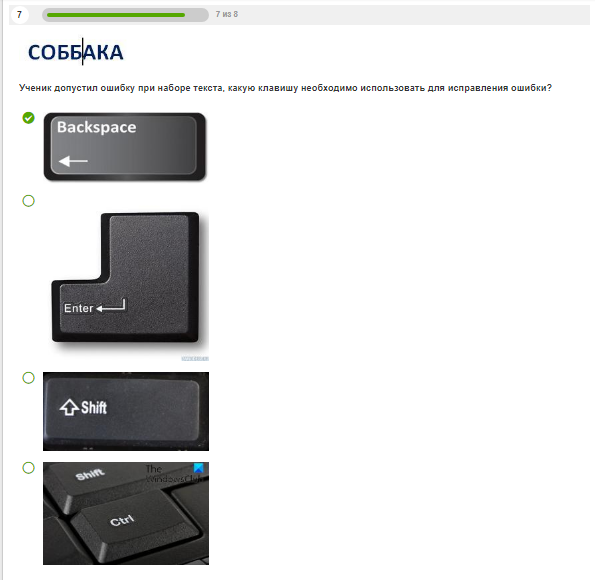 7
7 из 8
СОББАКА
Ученик допустил ошибку при наборе текста, какую клавишу необходимо использовать для исправления ошибки?
Backspace
Enter
Shift
Shift
The
WindowsClub
Ctrl